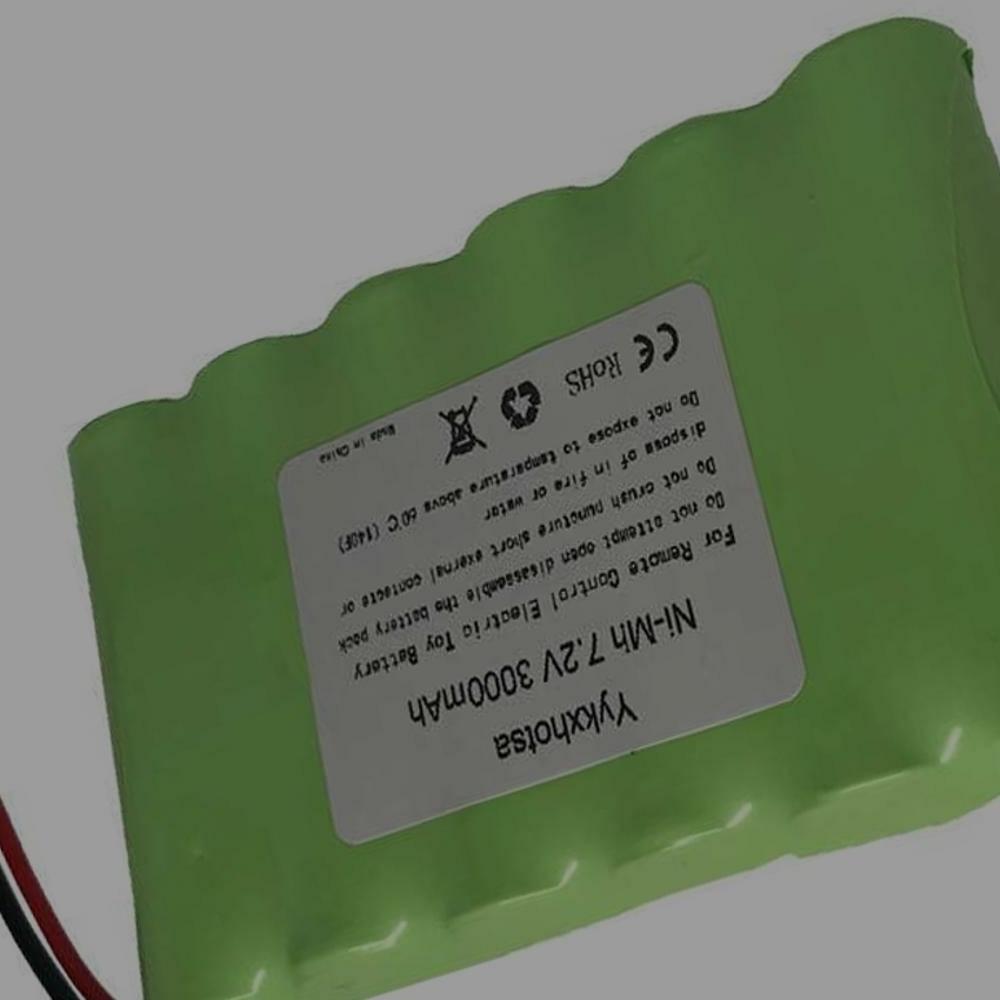 Yykxhotsa
Ni-Mh 7.2V 3000mAh
For Remote Control Electric Toy Battery
Do not attempt open disassemble the battery pack
Do not crush puncture short exernal contacts or
dispose of in fire or water
Do not expose to temperature above 60℃ (140F)
CE RoHS
Made in China